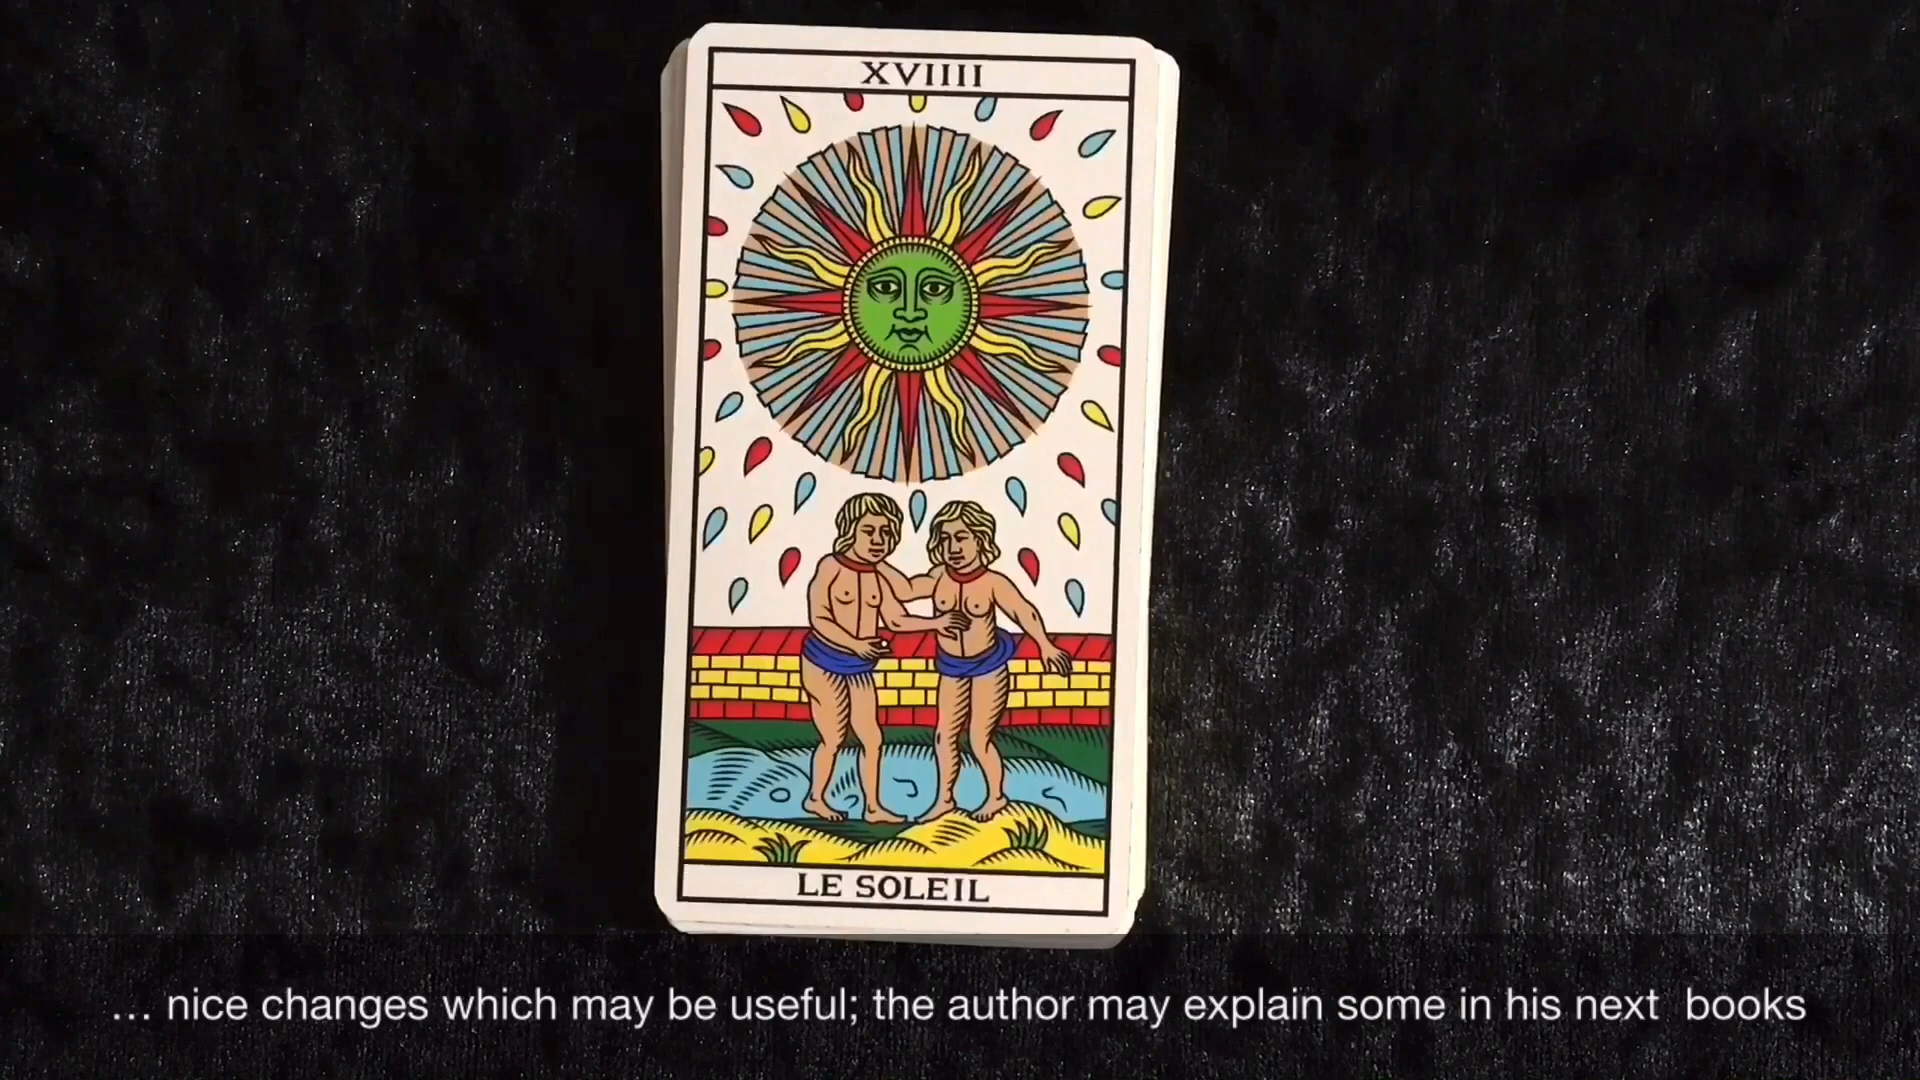 XVIIII
LE SOLEIL
... nice changes which may be useful; the author may explain some in his next  books